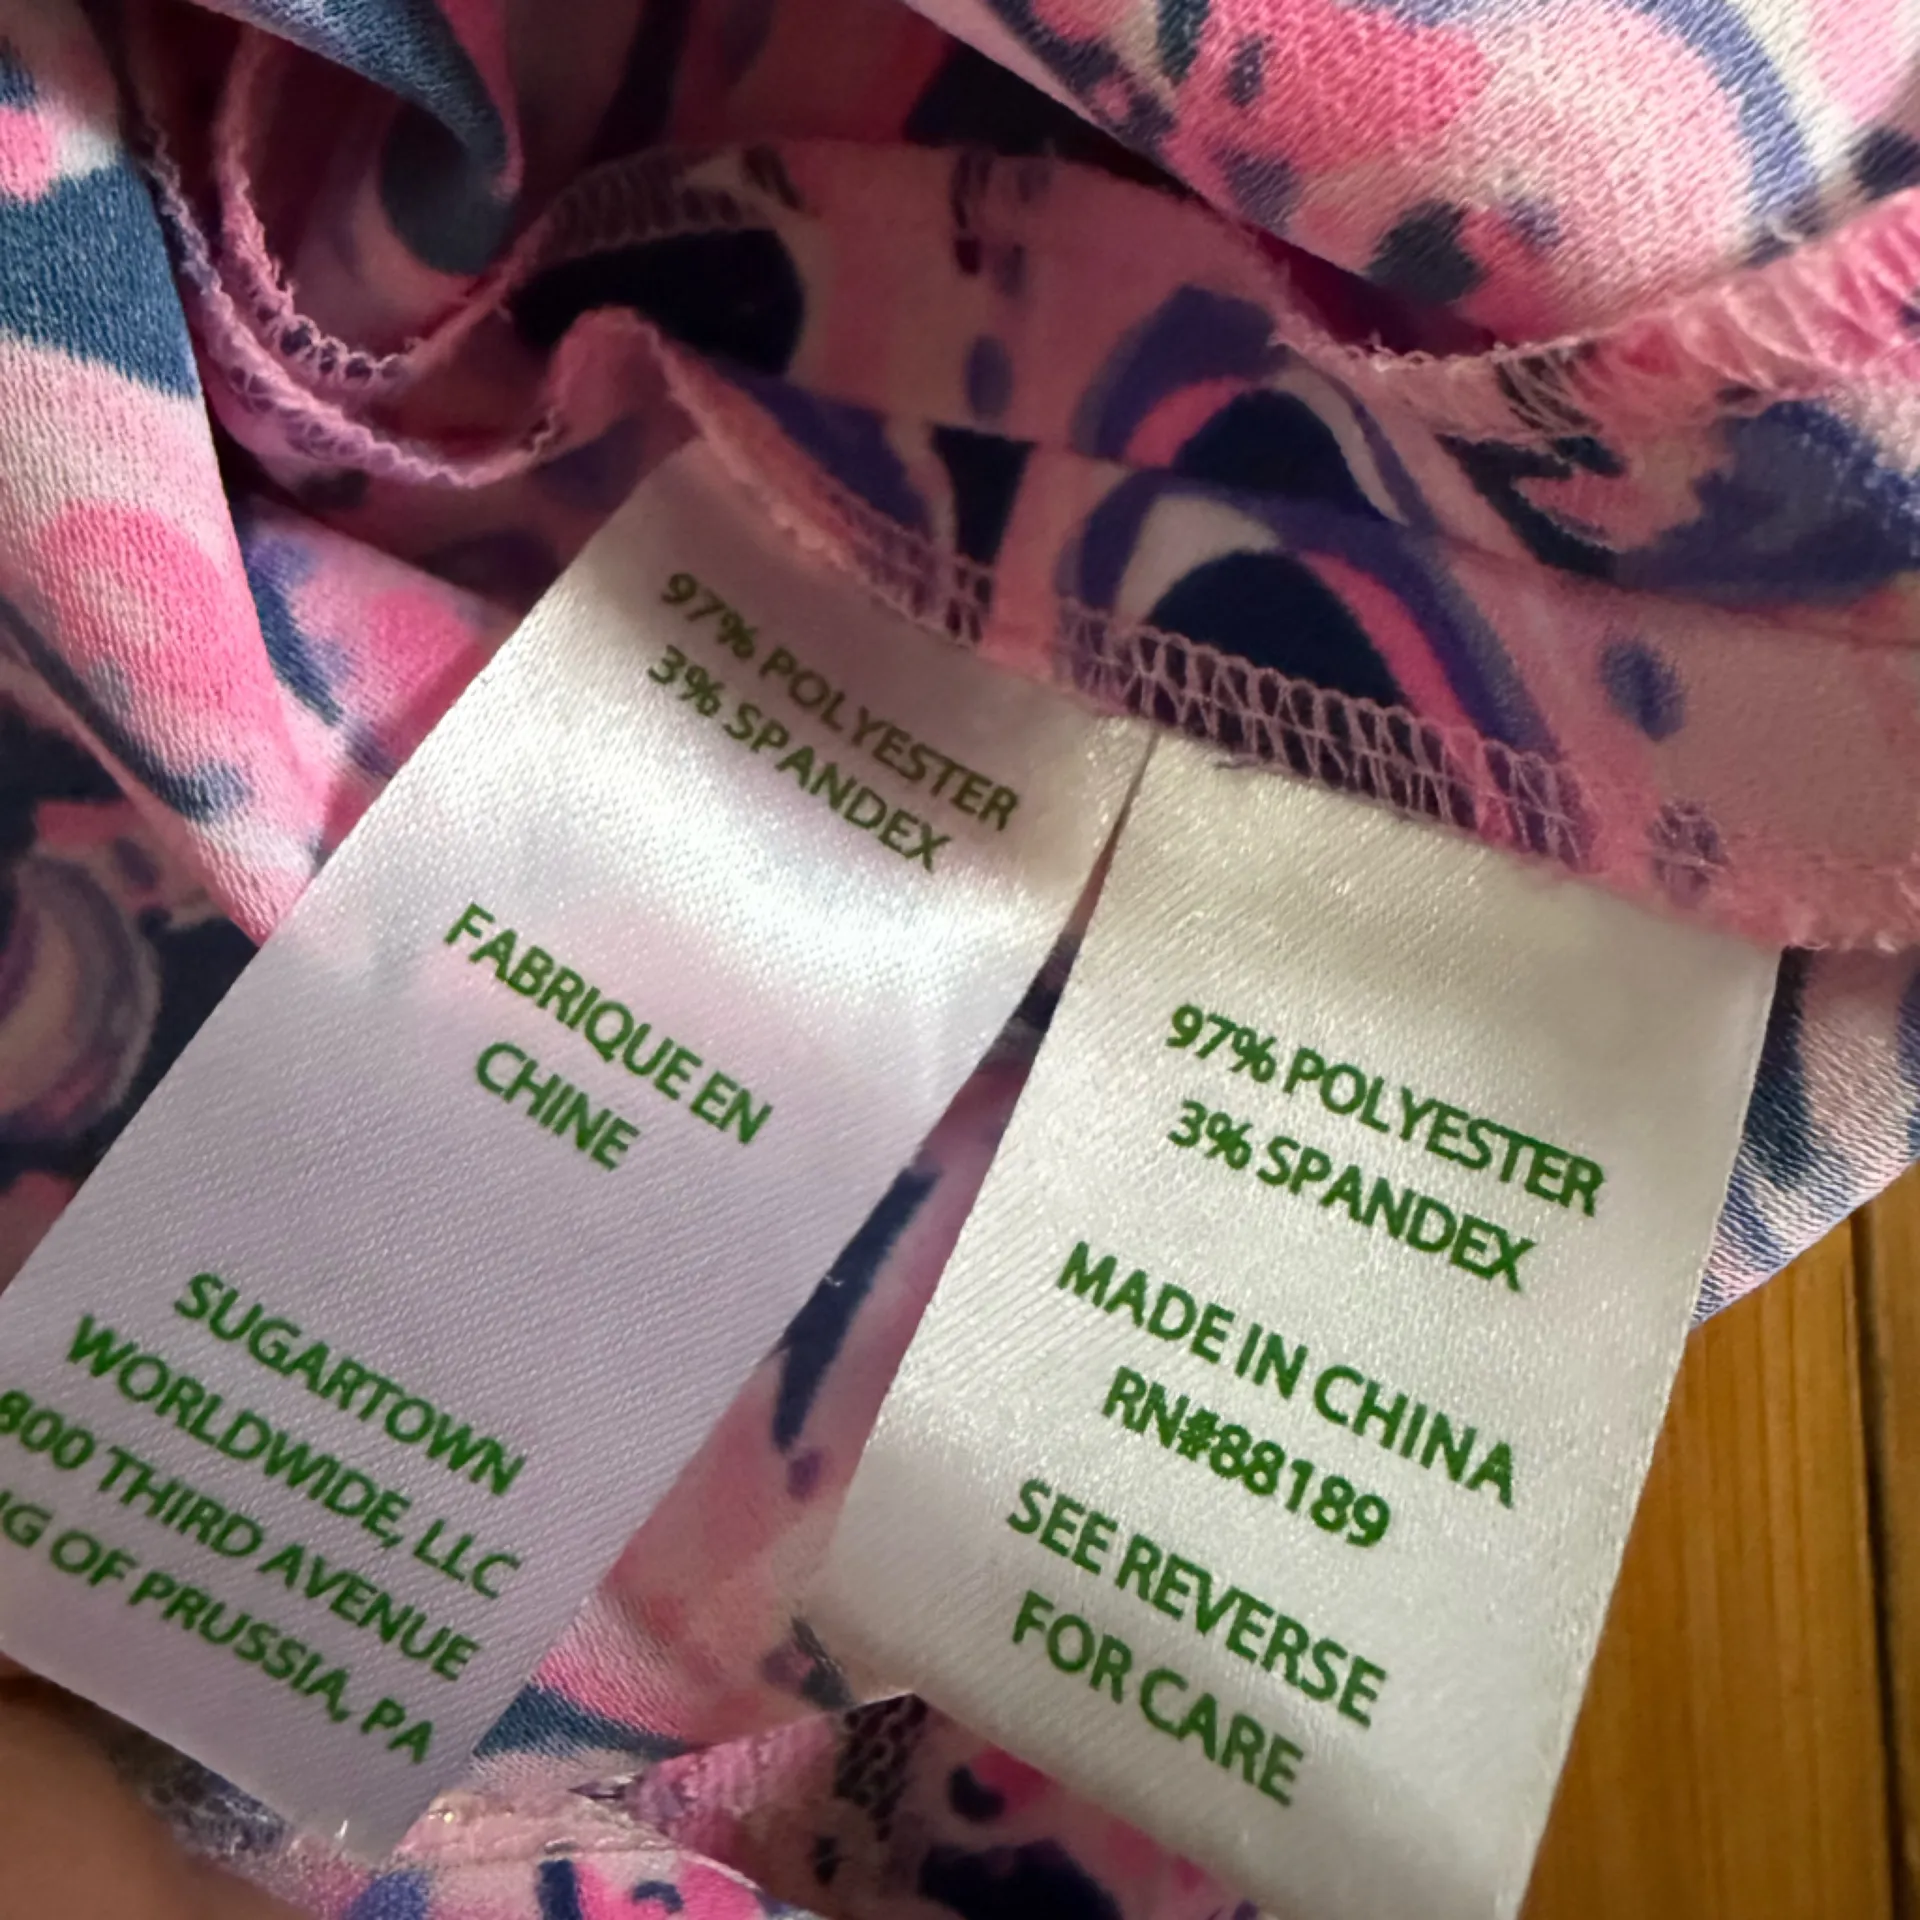 97% POLYESTER
3% SPANDEX
FABRIQUE EN
CHINE
SUGARTOWN
WORLDWIDE, LLC
800 THIRD AVENUE
OF PRUSSIA, PA
97% POLYESTER
3% SPANDEX
MADE IN CHINA
RN#88189
SEE REVERSE
FOR CARE